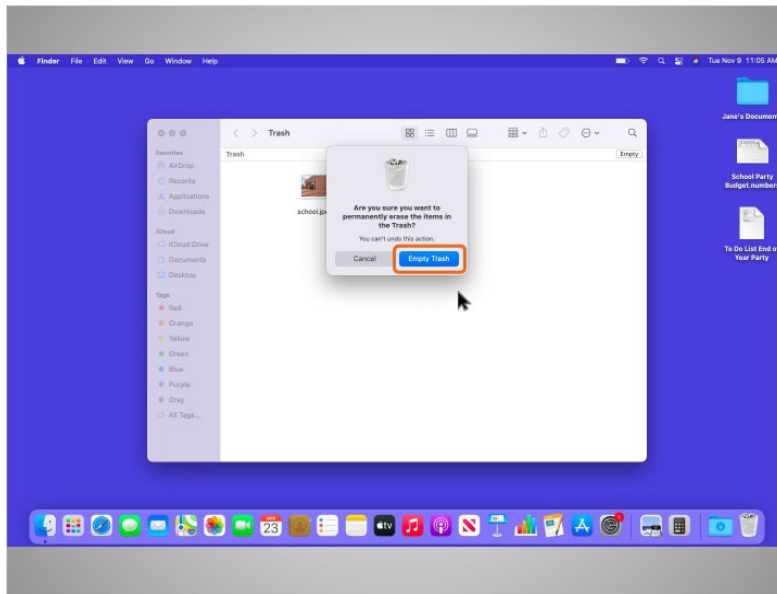 Finder File Edit View Go Window Help
Tue Nov 9 11:05 AM
Jane's Documen
School Party
Budget.numbers
To Do List End o
Year Party
Trash
Favorites
AirDrop
Recents
Applications
Downloads
iCloud
iCloud Drive
Documents
Desktop
Tags
Red
Orange
Yellow
Green
Blue
Purple
Gray
All Tags...
Trash
Empty
school.jp
Are you sure you want to
permanently erase the items in
the Trash?
You can't undo this action.
Cancel
Empty Trash
NOV
23
tv